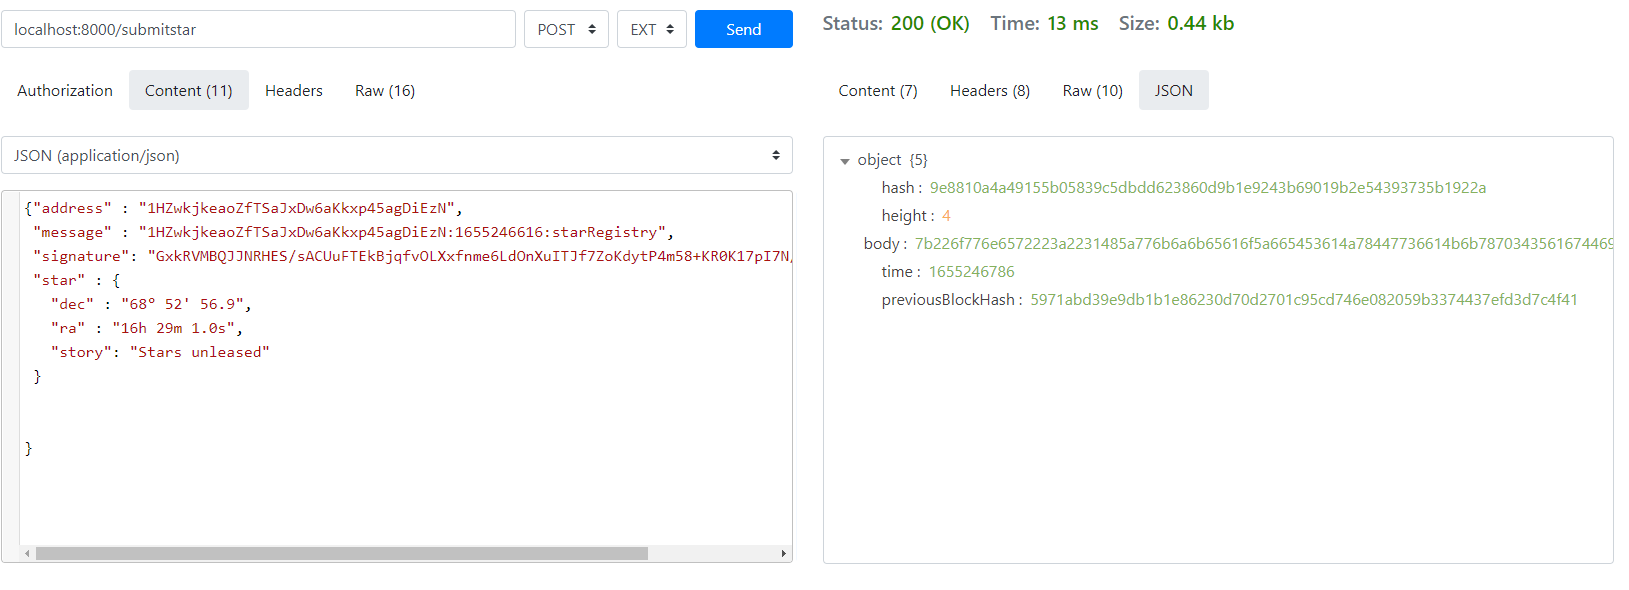 localhost:8000/submitstar POST EXT Send
Status: 200 (OK) Time: 13 ms Size: 0.44 kb
Authorization Content (11) Headers Raw (16)
Content (7) Headers (8) Raw (10) JSON
JSON (application/json)
{"address" : "1HZwkjkeaoZfTSaJxDw6aKkxp45agDiEzN",
"message" : "1HZwkjkeaoZfTSaJxDw6aKkxp45agDiEzN:1655246616:starRegistry",
"signature": "GxkRVMBQJJNRHES/sACUuFTEkBjqfvOLXxfnme6LdOnXuITJf7ZoKdytP4m58+KR0K17pI7N/
"star" : {
"dec" : "68° 52' 56.9",
"ra" : "16h 29m 1.0s",
"story": "Stars unleased"
}
}
object {5}
hash : 9e8810a4a49155b05839c5dbdd623860d9b1e9243b69019b2e54393735b1922a
height : 4
body : 7b226f776e6572223a2231485a776b6a6b65616f5a665453614a78447736614b6b7870343561674469
time : 1655246786
previousBlockHash : 5971abd39e9db1b1e86230d70d2701c95cd746e082059b3374437efd3d7c4f41